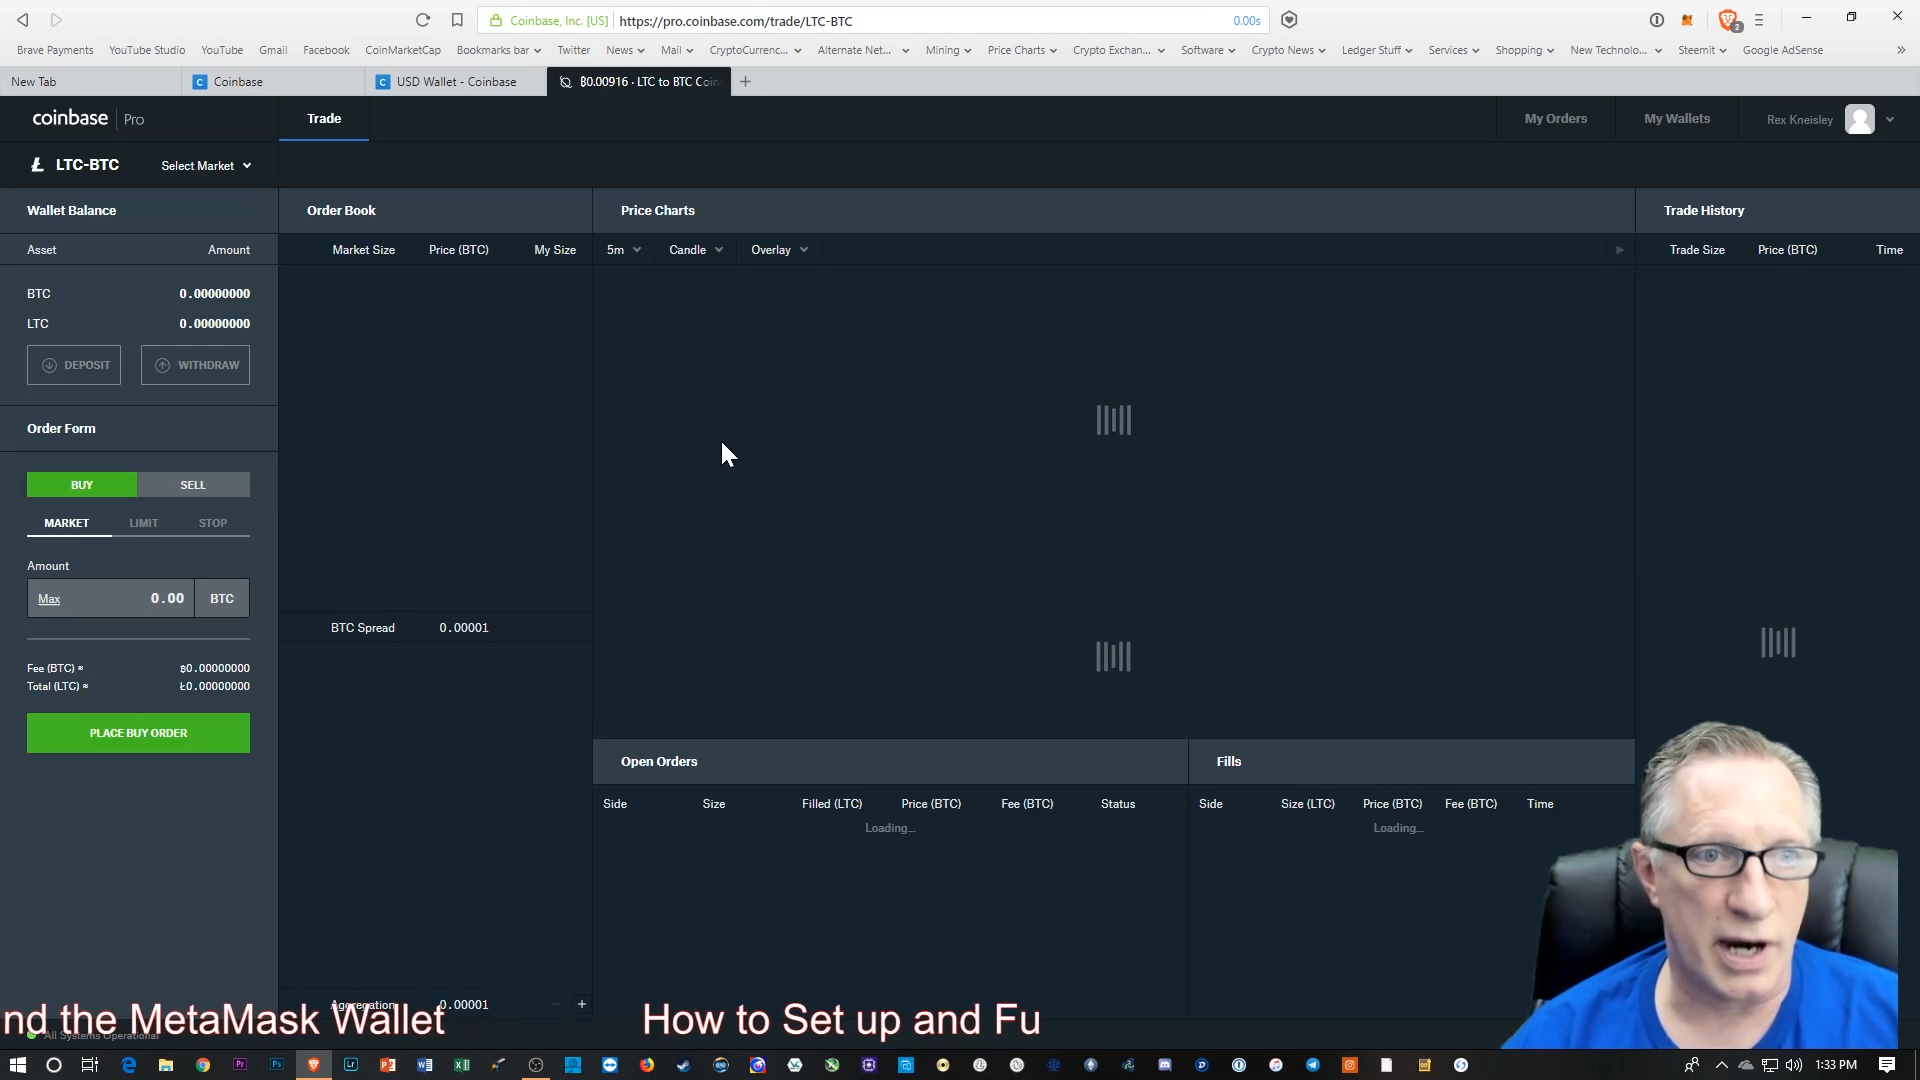 Coinbase, Inc. [US] https://pro.coinbase.com/trade/LTC-BTC 0.00s 2
Brave Payments YouTube Studio YouTube Gmail Facebook CoinMarketCap Bookmarks bar Twitter News Mail CryptoCurrenc... Alternate Net... Mining Price Charts Crypto Exchan... Software Crypto News Ledger Stuff Services Shopping New Technolo... Steemit Google AdSense
New Tab Coinbase USD Wallet - Coinbase ₿0.00916 · LTC to BTC Coin
coinbase Pro Trade My Orders My Wallets Rex Kneisley
Ł LTC-BTC Select Market
Wallet Balance Order Book Price Charts Trade History
Asset Amount Market Size Price (BTC) My Size 5m Candle Overlay Trade Size Price (BTC) Time
BTC 0.00000000
LTC 0.00000000
DEPOSIT WITHDRAW
Order Form
BUY SELL
MARKET LIMIT STOP
Amount
Max 0.00 BTC
BTC Spread 0.00001
Fee (BTC) ≈ ₿0.00000000
Total (LTC) ≈ Ł0.00000000
PLACE BUY ORDER
Open Orders Fills
Side Size Filled (LTC) Price (BTC) Fee (BTC) Status Side Size (LTC) Price (BTC) Fee (BTC) Time
Loading... Loading...
Aggregation 0.00001
nd the MetaMask Wallet How to Set up and Fu
All Systems Operational
1:33 PM